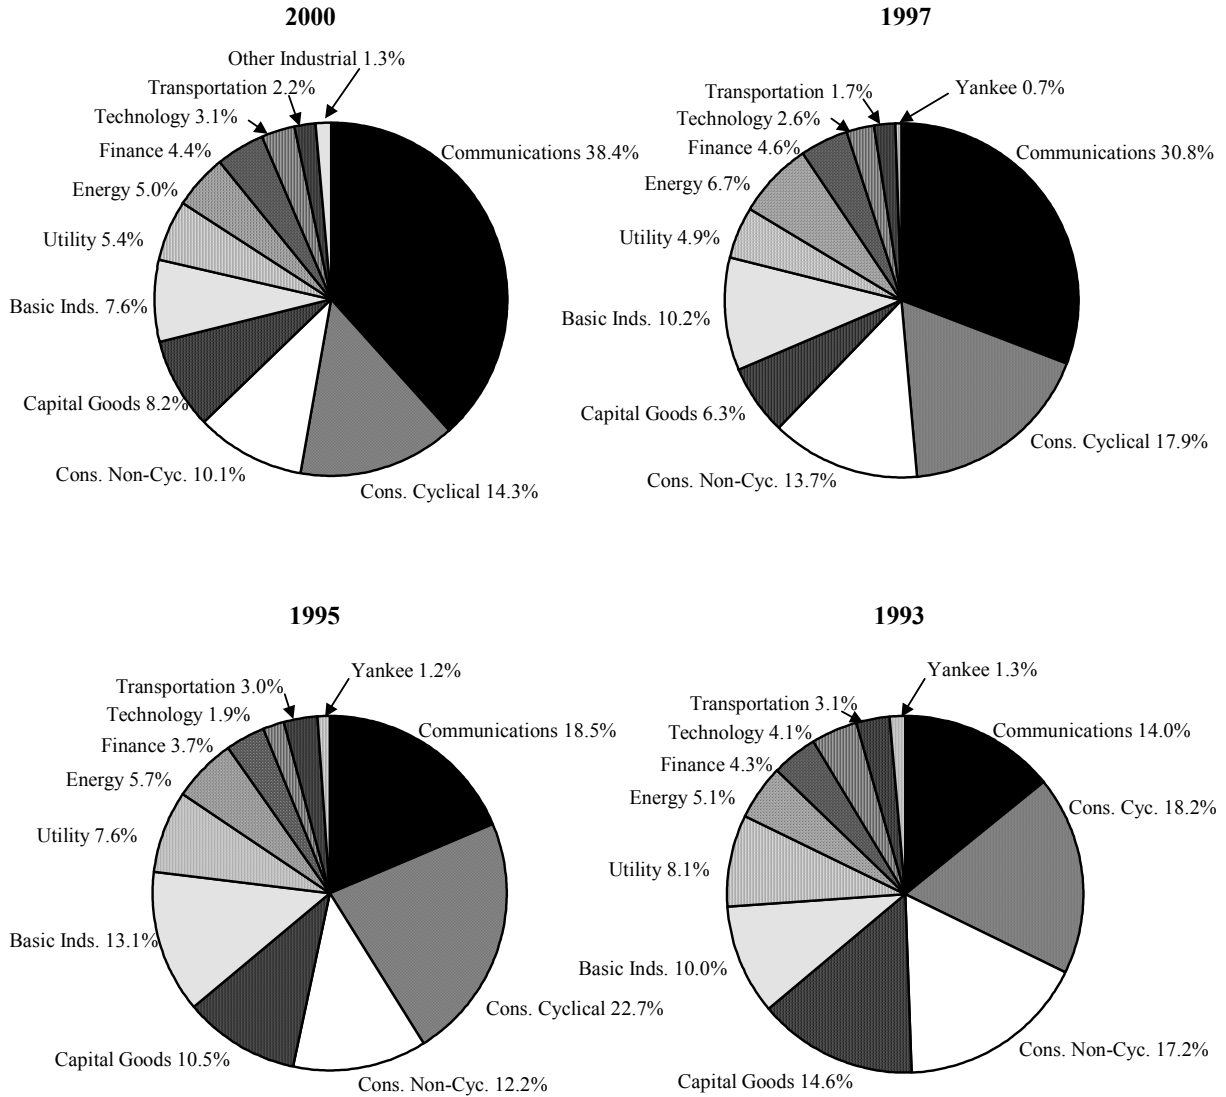 2000
Other Industrial 1.3%
Transportation 2.2%
Technology 3.1%
Finance 4.4%
Energy 5.0%
Utility 5.4%
Basic Inds. 7.6%
Capital Goods 8.2%
Cons. Non-Cyc. 10.1%
Cons. Cyclical 14.3%
Communications 38.4%
1997
Yankee 0.7%
Transportation 1.7%
Technology 2.6%
Finance 4.6%
Energy 6.7%
Utility 4.9%
Basic Inds. 10.2%
Capital Goods 6.3%
Cons. Non-Cyc. 13.7%
Cons. Cyclical 17.9%
Communications 30.8%
1995
Yankee 1.2%
Transportation 3.0%
Technology 1.9%
Finance 3.7%
Energy 5.7%
Utility 7.6%
Basic Inds. 13.1%
Capital Goods 10.5%
Cons. Non-Cyc. 12.2%
Cons. Cyclical 22.7%
Communications 18.5%
1993
Yankee 1.3%
Transportation 3.1%
Technology 4.1%
Finance 4.3%
Energy 5.1%
Utility 8.1%
Basic Inds. 10.0%
Capital Goods 14.6%
Cons. Non-Cyc. 17.2%
Cons. Cyc. 18.2%
Communications 14.0%